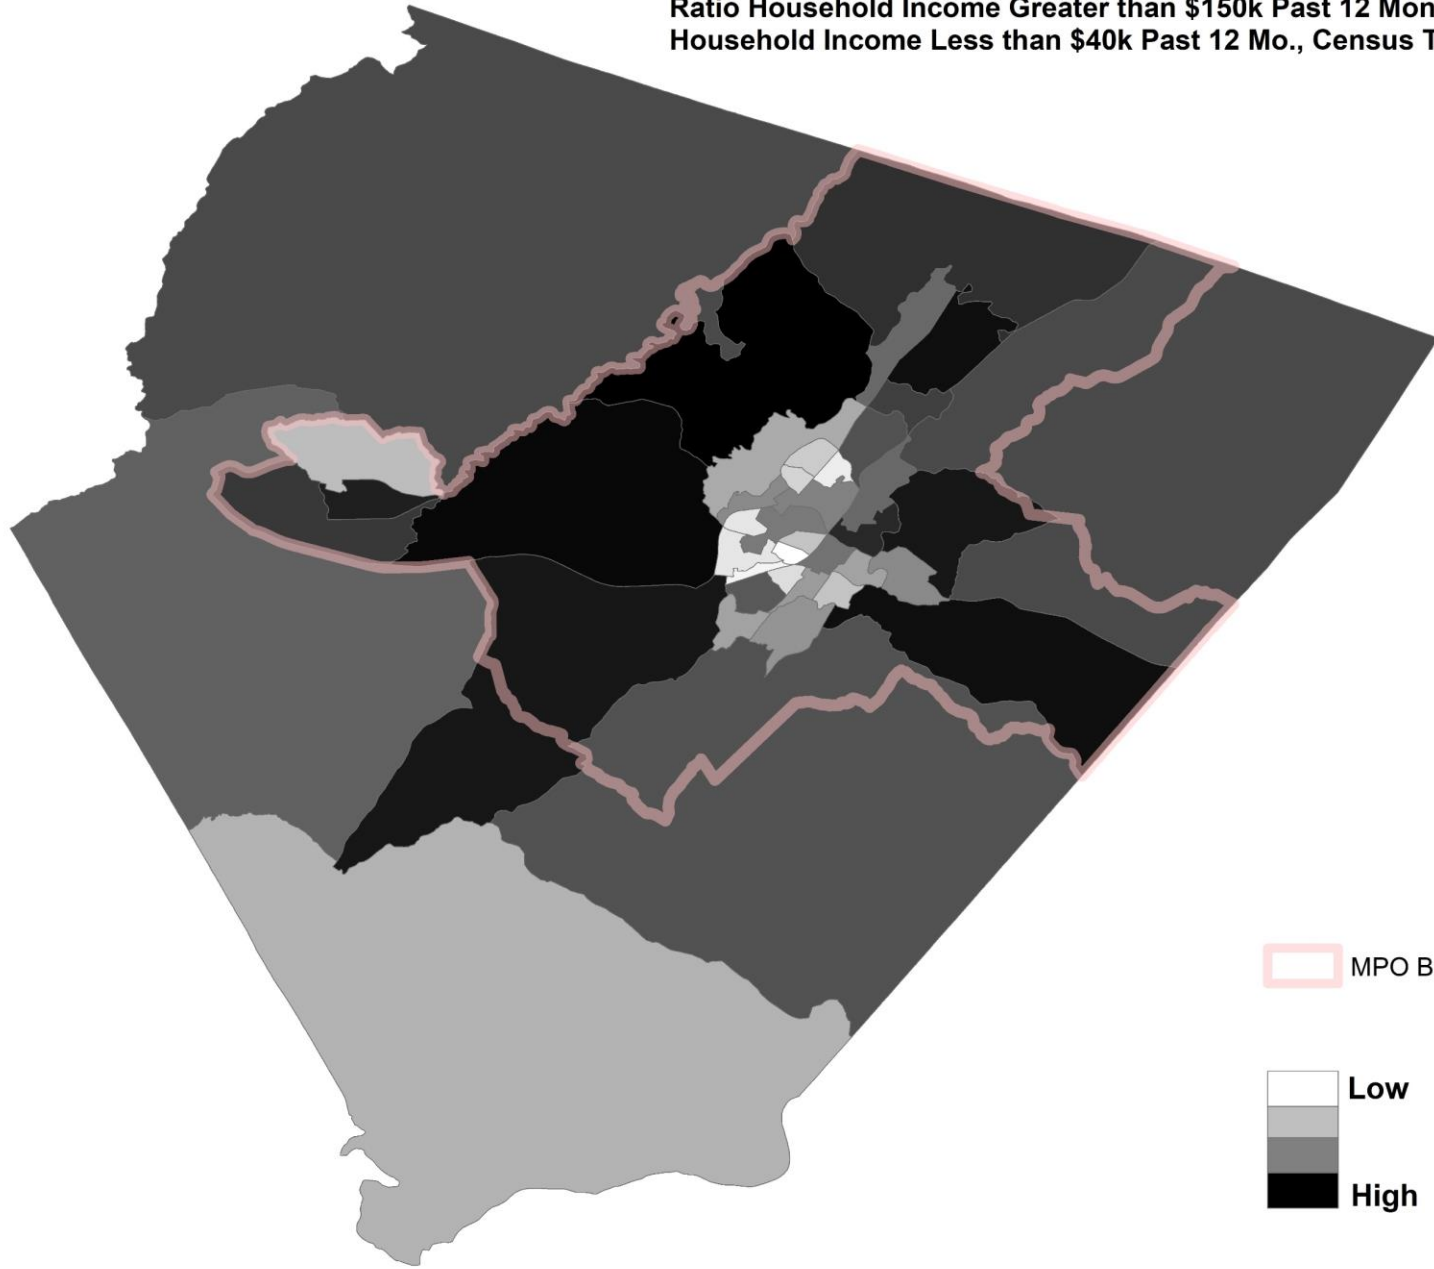 Ratio Household Income Greater than $150k Past 12 Mon
Household Income Less than $40k Past 12 Mo., Census T
MPO B
Low
High